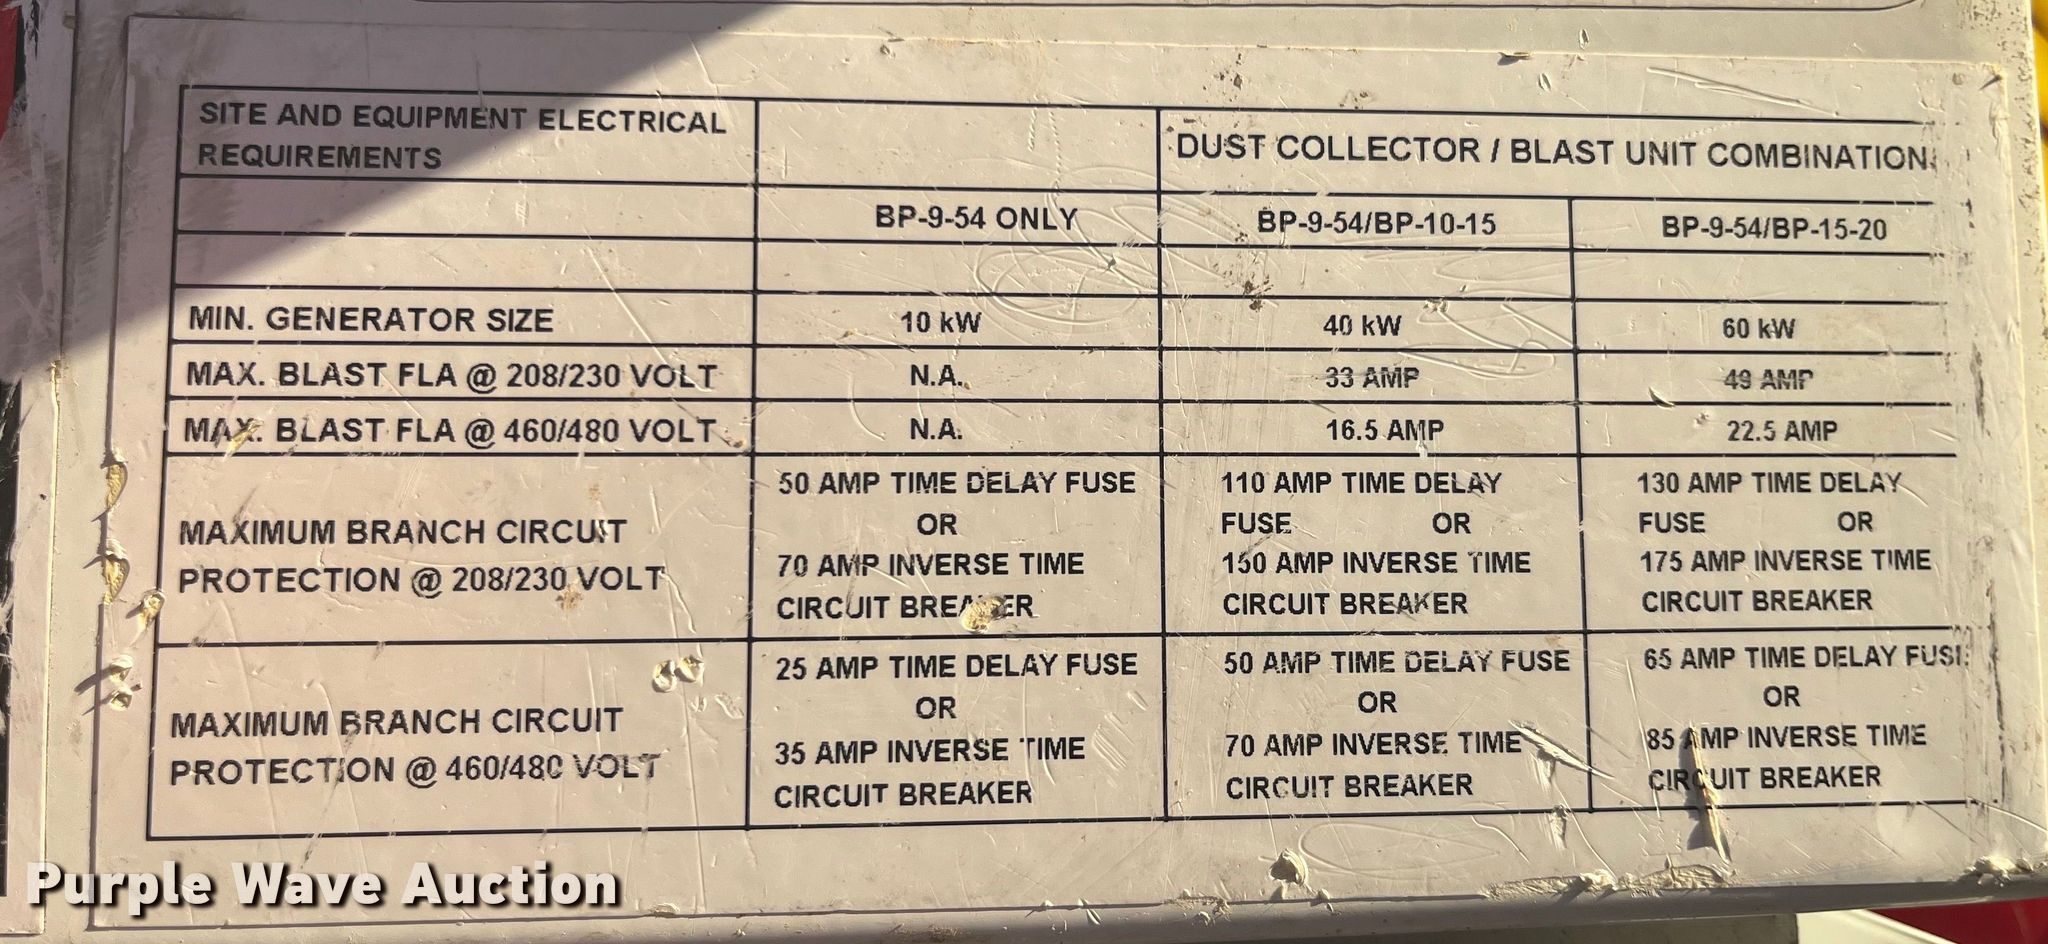 SITE AND EQUIPMENT ELECTRICAL
REQUIREMENTS
DUST COLLECTOR / BLAST UNIT COMBINATION
BP-9-54 ONLY
BP-9-54/BP-10-15
BP-9-54/BP-15-20
MIN. GENERATOR SIZE
10 kW
40 kW
60 kW
MAX. BLAST FLA @ 208/230 VOLT
N.A.
33 AMP
49 AMP
MAX. BLAST FLA @ 460/480 VOLT
N.A.
16.5 AMP
22.5 AMP
MAXIMUM BRANCH CIRCUIT
PROTECTION @ 208/230 VOLT
50 AMP TIME DELAY FUSE
OR
70 AMP INVERSE TIME
CIRCUIT BREAKER
110 AMP TIME DELAY
FUSE OR
150 AMP INVERSE TIME
CIRCUIT BREAKER
130 AMP TIME DELAY
FUSE OR
175 AMP INVERSE TIME
CIRCUIT BREAKER
MAXIMUM BRANCH CIRCUIT
PROTECTION @ 460/480 VOLT
25 AMP TIME DELAY FUSE
OR
35 AMP INVERSE TIME
CIRCUIT BREAKER
50 AMP TIME DELAY FUSE
OR
70 AMP INVERSE TIME
CIRCUIT BREAKER
65 AMP TIME DELAY FUSE
OR
85 AMP INVERSE TIME
CIRCUIT BREAKER
Purple Wave Auction